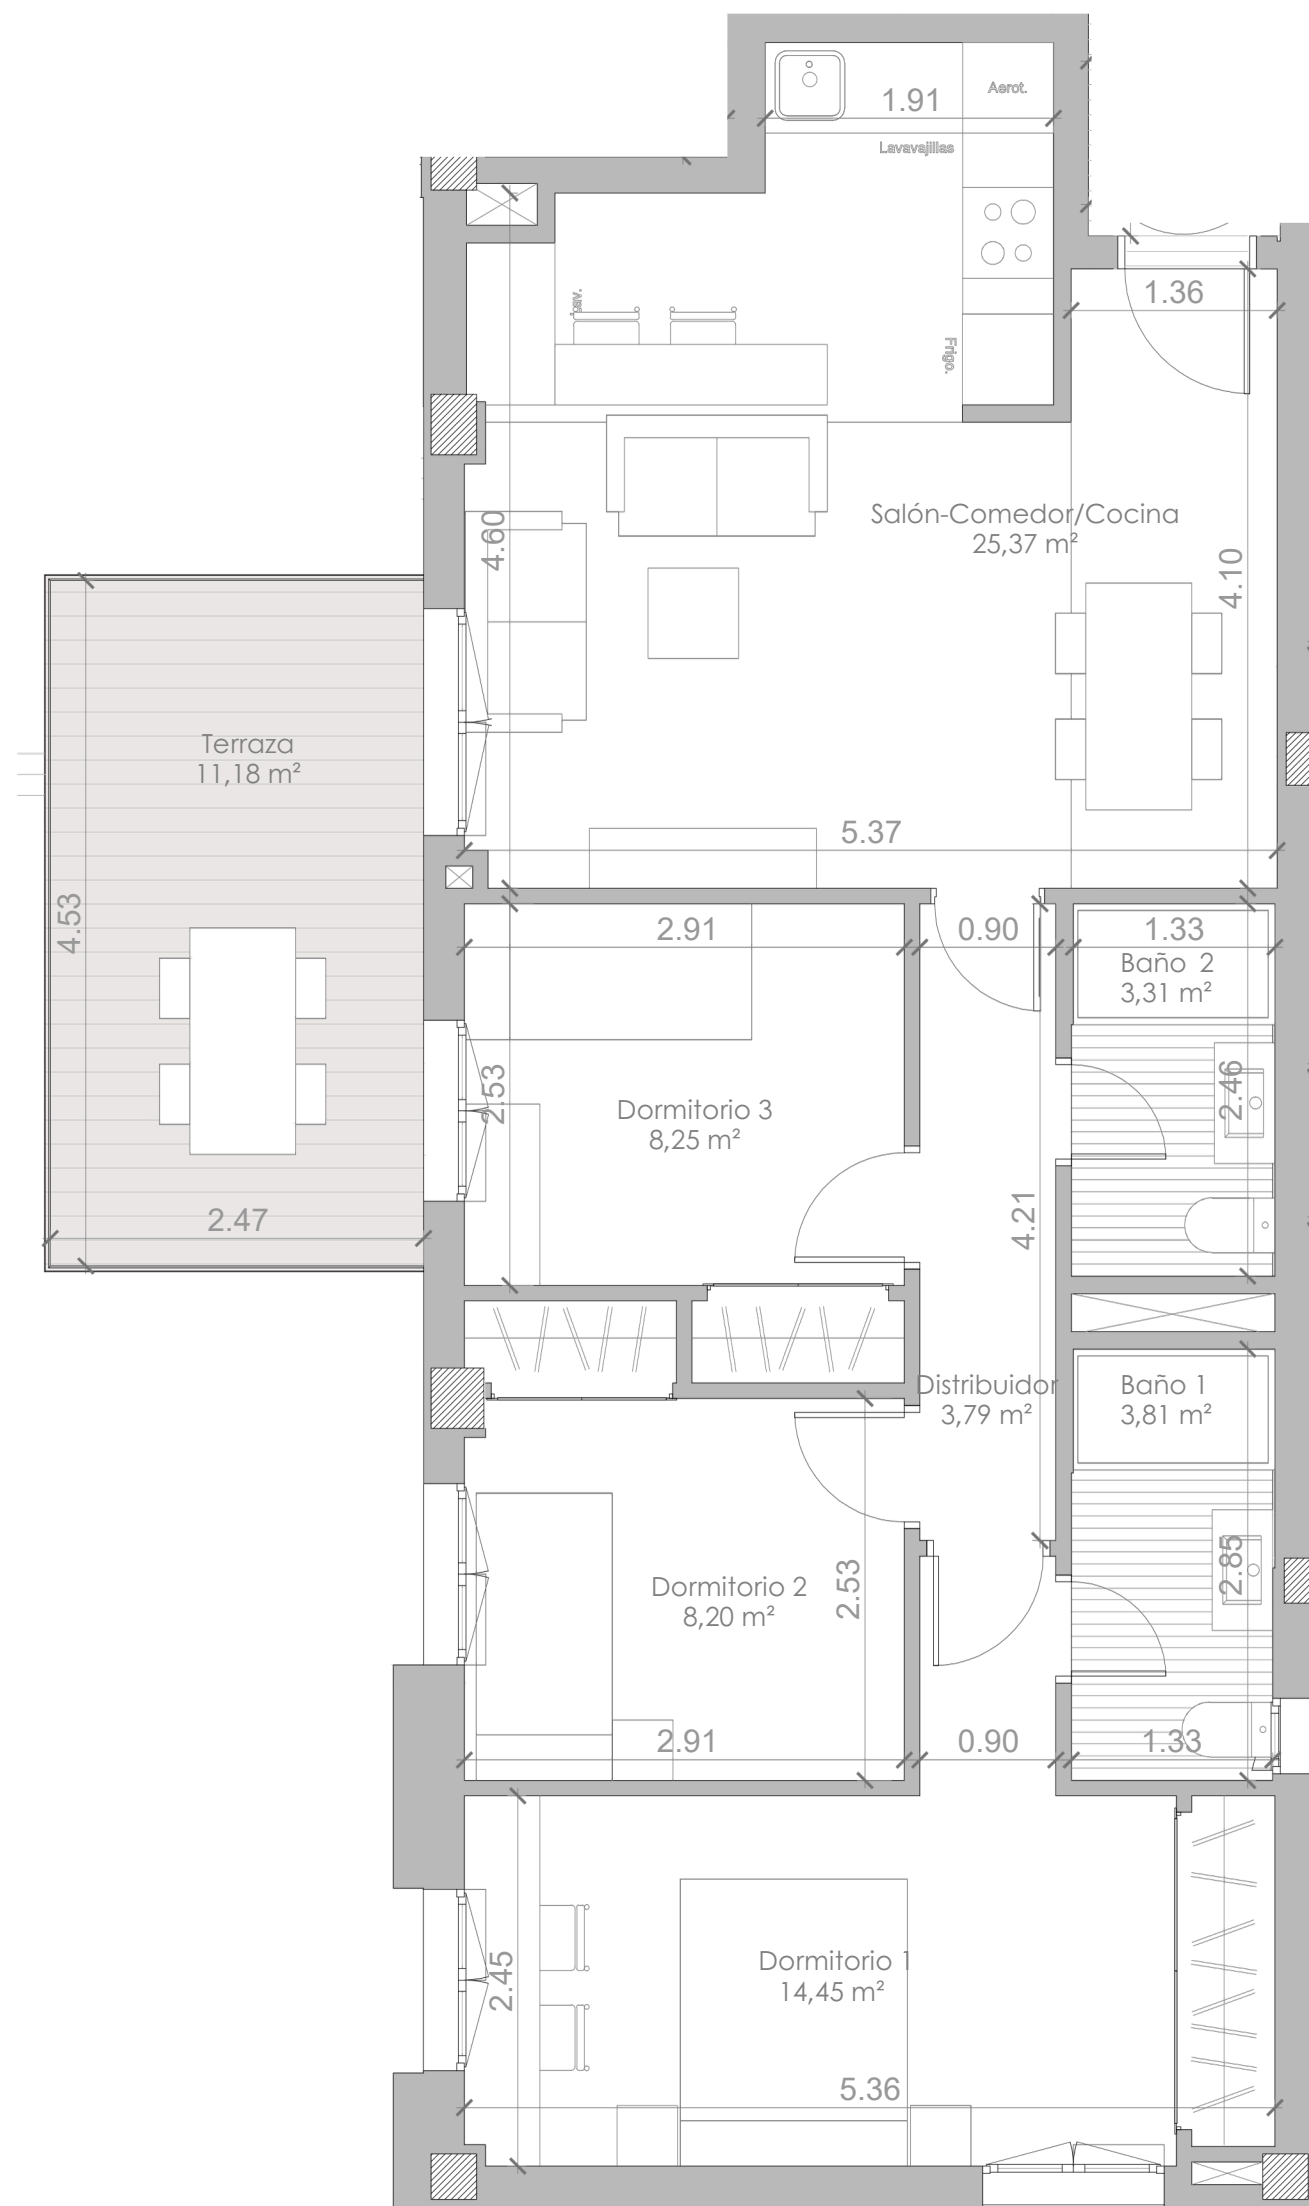 Aerot.
1.91
Lavavajillas
1.36
Frigo.
Salón-Comedor/Cocina
25,37 m²
4.60
4.10
Terraza
11,18 m²
5.37
4.53
2.91
0.90
1.33
Baño 2
3,31 m²
2.53
2.46
Dormitorio 3
8,25 m²
2.47
4.21
Distribuidor
3,79 m²
Baño 1
3,81 m²
Dormitorio 2
8,20 m²
2.53
2.85
2.91
0.90
1.33
Dormitorio 1
14,45 m²
2.45
5.36